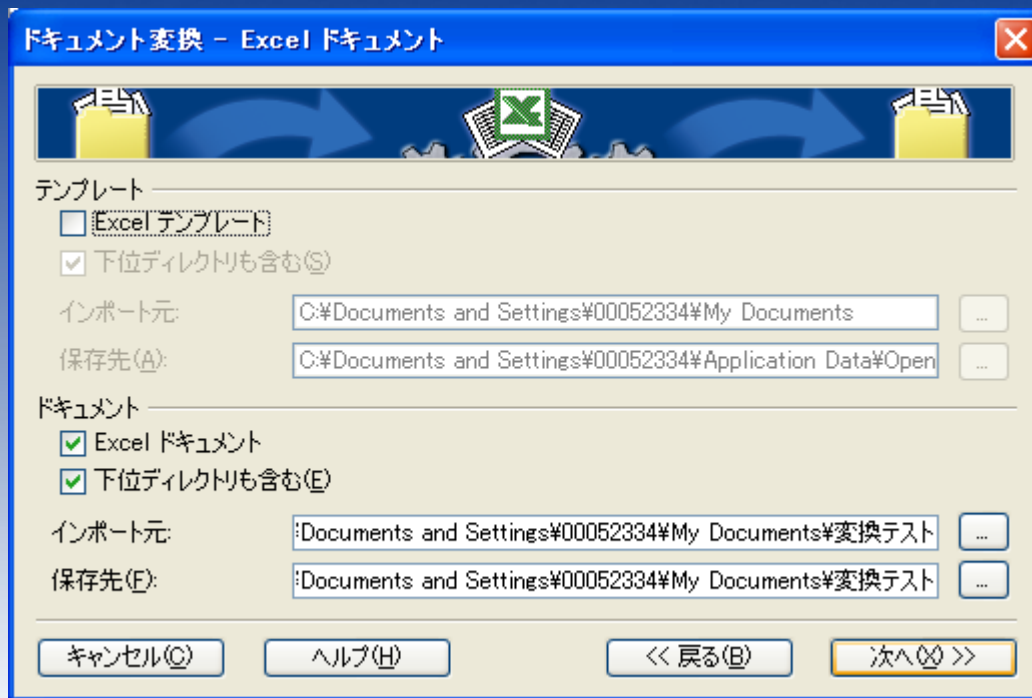 ドキュメント変換 - Excel ドキュメント
テンプレート
Excel テンプレート
下位ディレクトリも含む(S)
インポート元: C:¥Documents and Settings¥00052334¥My Documents ...
保存先(A): C:¥Documents and Settings¥00052334¥Application Data¥Open ...
ドキュメント
Excel ドキュメント
下位ディレクトリも含む(E)
インポート元: :Documents and Settings¥00052334¥My Documents¥変換テスト ...
保存先(F): :Documents and Settings¥00052334¥My Documents¥変換テスト ...
キャンセル(C) ヘルプ(H) << 戻る(B) 次へ(X) >>